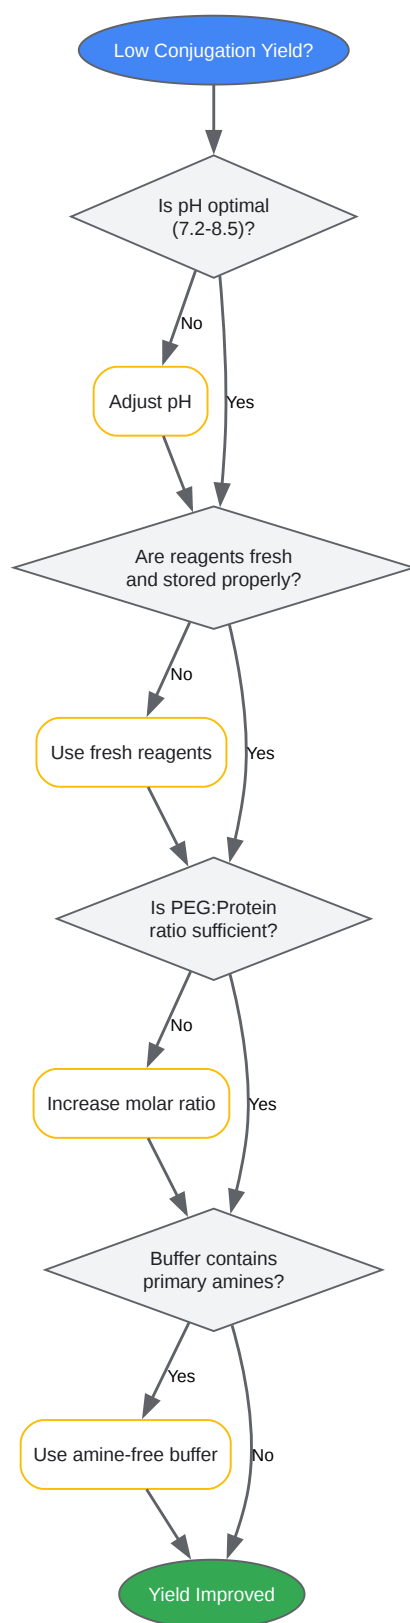 Low Conjugation Yield?
Is pH optimal
(7.2-8.5)?
No
Adjust pH
Yes
Are reagents fresh
and stored properly?
No
Use fresh reagents
Yes
Is PEG:Protein
ratio sufficient?
No
Increase molar ratio
Yes
Buffer contains
primary amines?
Yes
Use amine-free buffer
No
Yield Improved